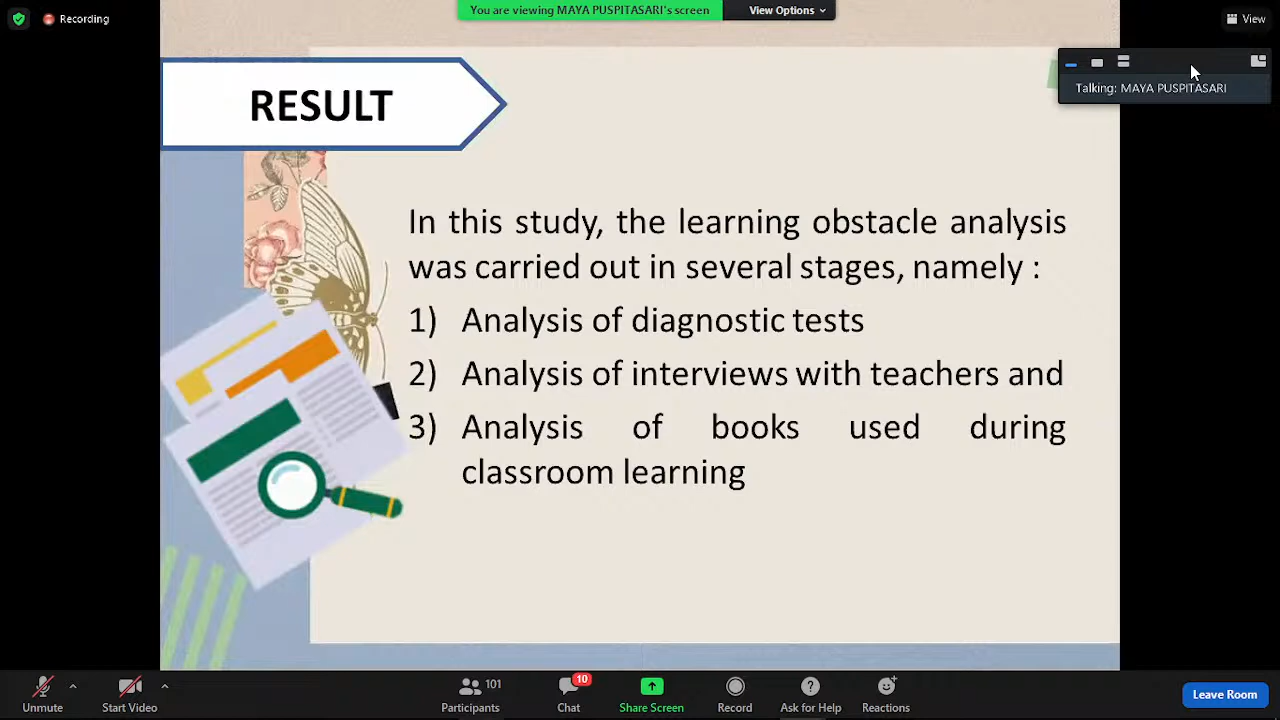 You are viewing MAYA PUSPITASARI's screen
View Options
Recording
View
Talking: MAYA PUSPITASARI
RESULT
In this study, the learning obstacle analysis
was carried out in several stages, namely :
1) Analysis of diagnostic tests
2) Analysis of interviews with teachers and
3) Analysis of books used during
classroom learning
Unmute
Start Video
101
Participants
10
Chat
Share Screen
Record
Ask for Help
Reactions
Leave Room